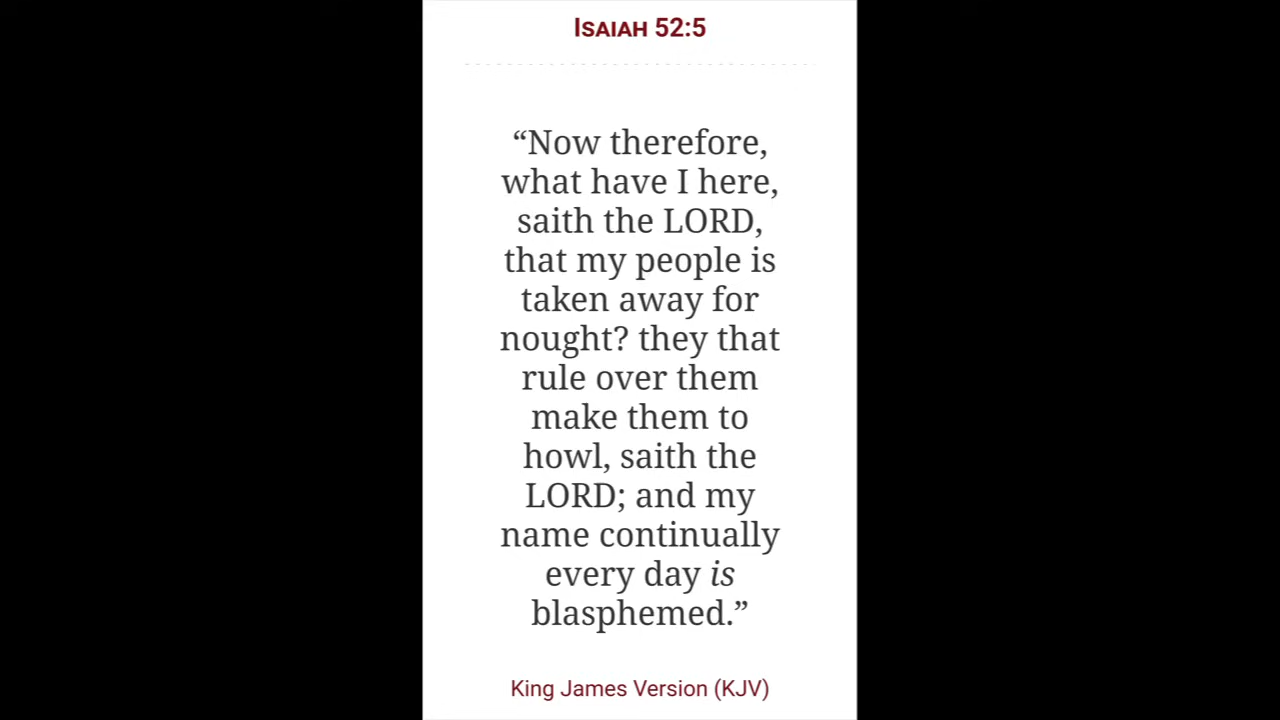 Isaiah 52:5
“Now therefore,
what have I here,
saith the LORD,
that my people is
taken away for
nought? they that
rule over them
make them to
howl, saith the
LORD; and my
name continually
every day is
blasphemed.”
King James Version (KJV)